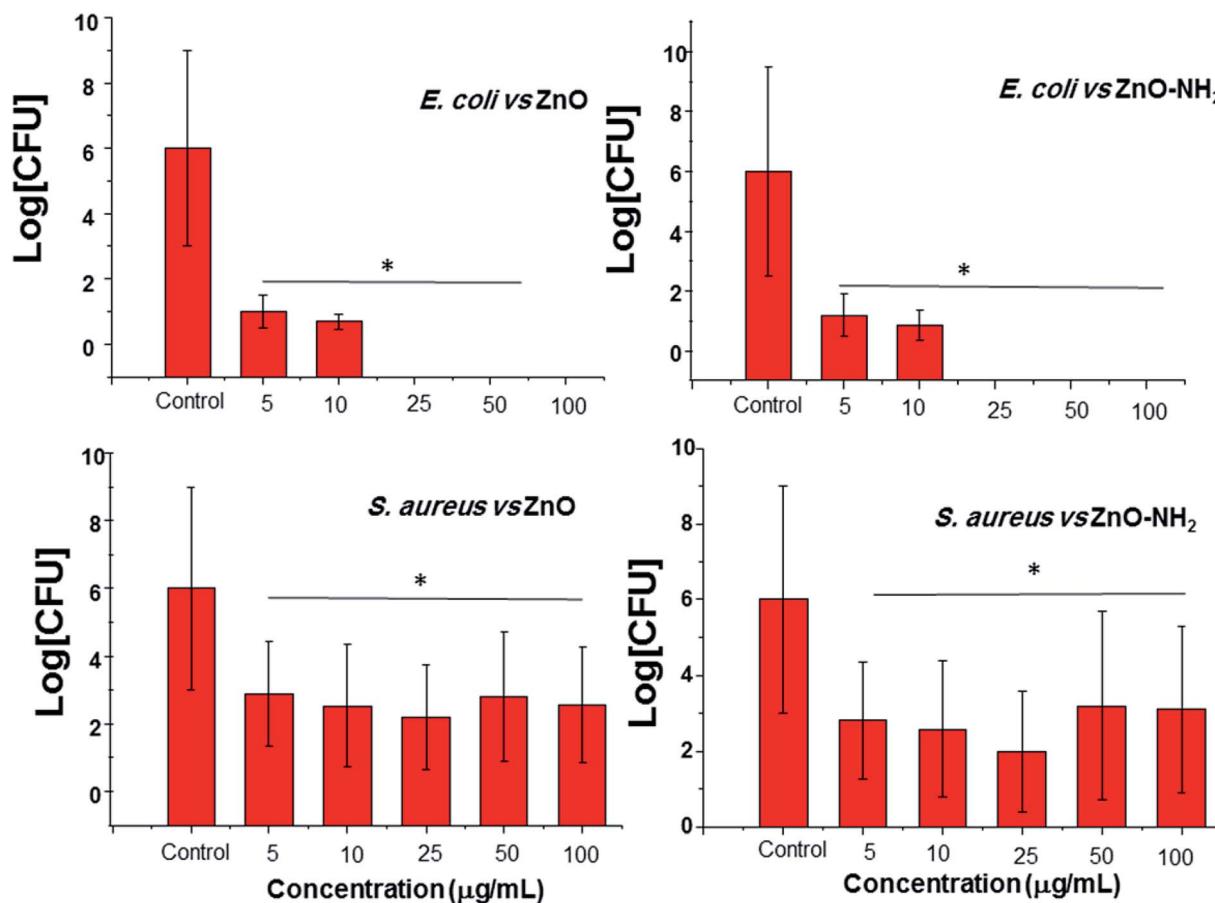 Log[CFU]
10
8
6
4
2
0
E. coli vs ZnO
*
Control 5 10 25 50 100
Log[CFU]
10
8
6
4
2
0
E. coli vs ZnO-NH₂
*
Control 5 10 25 50 100
Log[CFU]
10
8
6
4
2
0
S. aureus vs ZnO
*
Control 5 10 25 50 100
Concentration (µg/mL)
Log[CFU]
10
8
6
4
2
0
S. aureus vs ZnO-NH₂
*
Control 5 10 25 50 100
Concentration (µg/mL)